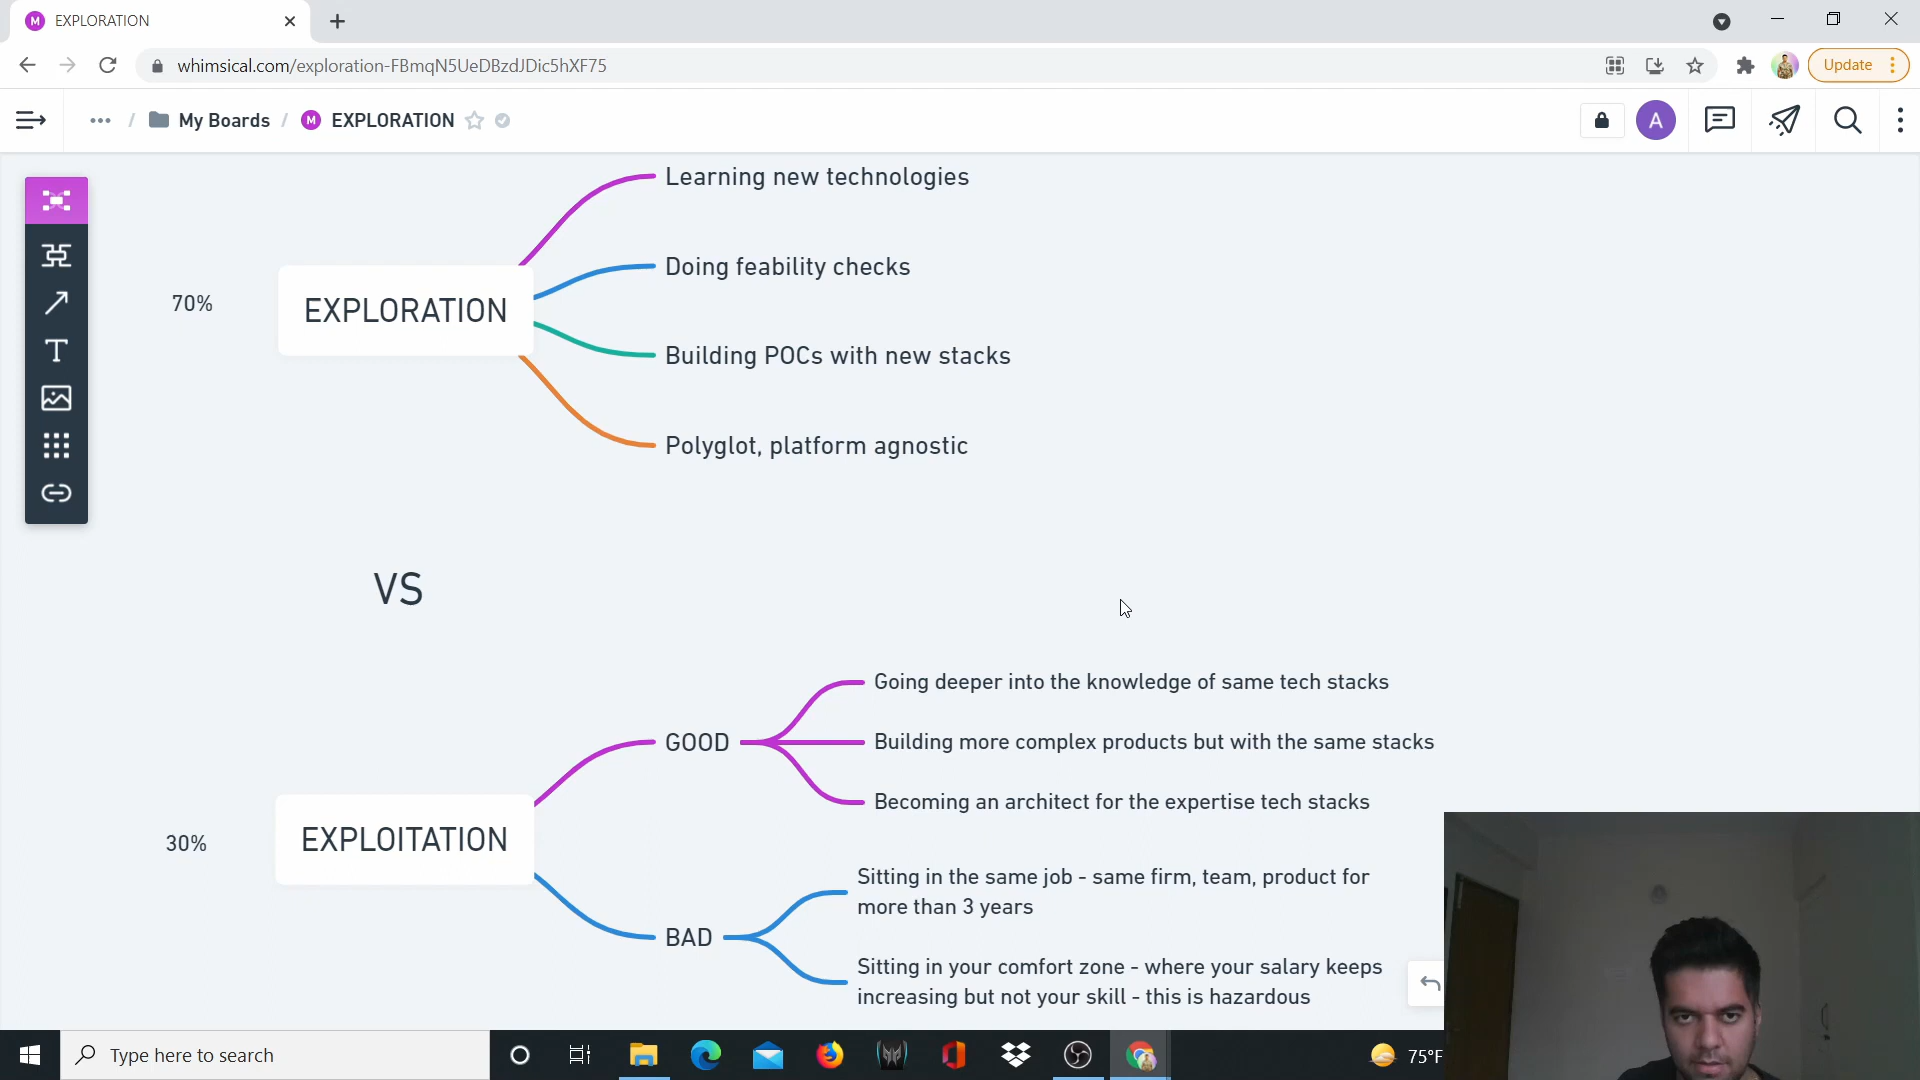 EXPLORATION
whimsical.com/exploration-FBmqN5UeDBzdJDic5hXF75
Update
My Boards / EXPLORATION
A
Learning new technologies
Doing feability checks
70%
EXPLORATION
Building POCs with new stacks
Polyglot, platform agnostic
VS
Going deeper into the knowledge of same tech stacks
GOOD
Building more complex products but with the same stacks
Becoming an architect for the expertise tech stacks
30%
EXPLOITATION
Sitting in the same job - same firm, team, product for
more than 3 years
BAD
Sitting in your comfort zone - where your salary keeps
increasing but not your skill - this is hazardous
Type here to search
75°F